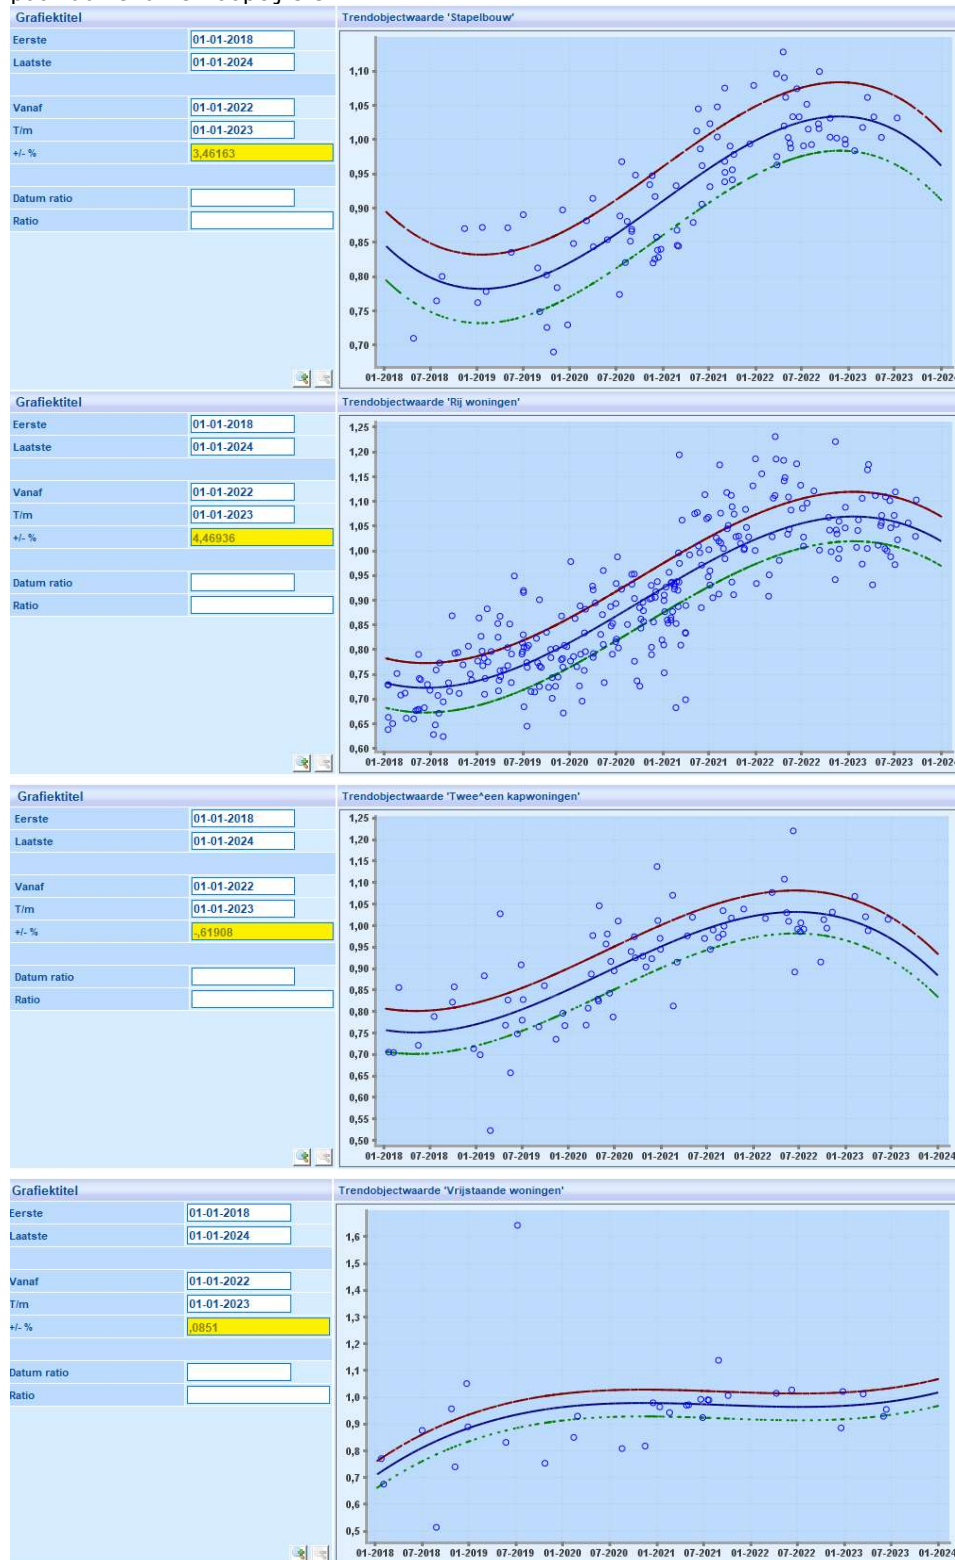 Grafiektitel
Trendobjectwaarde 'Stapelbouw'
Eerste 01-01-2018
Laatste 01-01-2024
Vanaf 01-01-2022
T/m 01-01-2023
+/- % 3,46163
Datum ratio
Ratio
1,10
1,05
1,00
0,95
0,90
0,85
0,80
0,75
0,70
01-2018 07-2018 01-2019 07-2019 01-2020 07-2020 01-2021 07-2021 01-2022 07-2022 01-2023 07-2023 01-2024
Grafiektitel
Trendobjectwaarde 'Rij woningen'
Eerste 01-01-2018
Laatste 01-01-2024
Vanaf 01-01-2022
T/m 01-01-2023
+/- % 4,46936
Datum ratio
Ratio
1,25
1,20
1,15
1,10
1,05
1,00
0,95
0,90
0,85
0,80
0,75
0,70
0,65
0,60
01-2018 07-2018 01-2019 07-2019 01-2020 07-2020 01-2021 07-2021 01-2022 07-2022 01-2023 07-2023 01-2024
Grafiektitel
Trendobjectwaarde 'Twee^een kapwoningen'
Eerste 01-01-2018
Laatste 01-01-2024
Vanaf 01-01-2022
T/m 01-01-2023
+/- % -,61908
Datum ratio
Ratio
1,25
1,20
1,15
1,10
1,05
1,00
0,95
0,90
0,85
0,80
0,75
0,70
0,65
0,60
0,55
0,50
01-2018 07-2018 01-2019 07-2019 01-2020 07-2020 01-2021 07-2021 01-2022 07-2022 01-2023 07-2023 01-2024
Grafiektitel
Trendobjectwaarde 'Vrijstaande woningen'
Eerste 01-01-2018
Laatste 01-01-2024
Vanaf 01-01-2022
T/m 01-01-2023
+/- % ,0851
Datum ratio
Ratio
1,6
1,5
1,4
1,3
1,2
1,1
1,0
0,9
0,8
0,7
0,6
0,5
01-2018 07-2018 01-2019 07-2019 01-2020 07-2020 01-2021 07-2021 01-2022 07-2022 01-2023 07-2023 01-2024